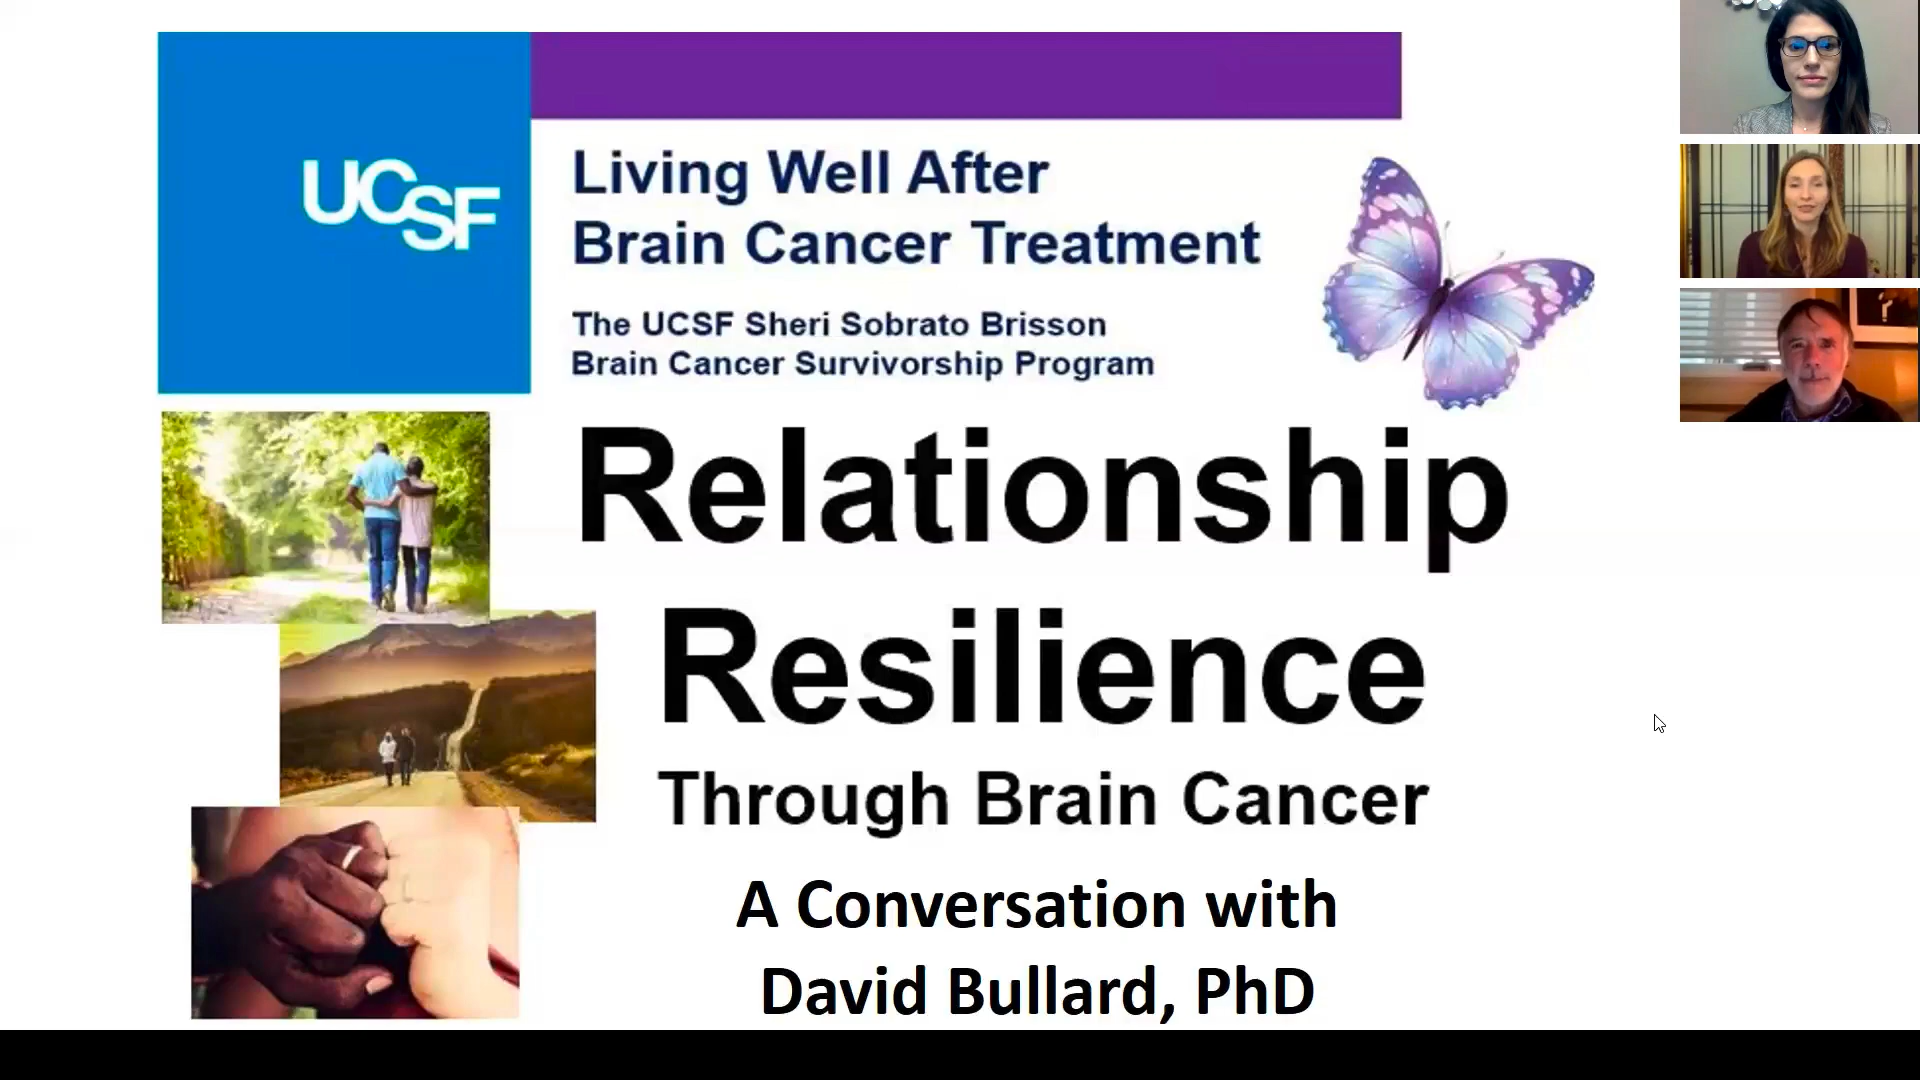 UCSF
Living Well After
Brain Cancer Treatment
The UCSF Sheri Sobrato Brisson
Brain Cancer Survivorship Program
Relationship
Resilience
Through Brain Cancer
A Conversation with
David Bullard, PhD